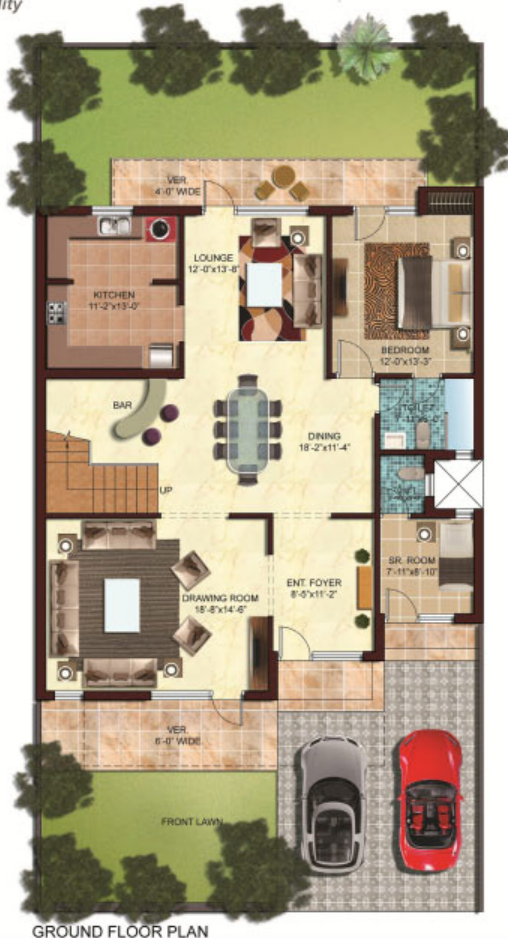 VER.
4'-0" WIDE
LOUNGE
12'-0"x13'-8"
KITCHEN
11'-2"x13'-0"
BEDROOM
12'-0"x13'-3"
BAR
TOILET
DINING
18'-2"x11'-4"
UP
SR. ROOM
7'-11"x8'-10"
ENT. FOYER
8'-5"x11'-2"
DRAWING ROOM
18'-8"x14'-6"
VER.
6'-0" WIDE
FRONT LAWN
GROUND FLOOR PLAN